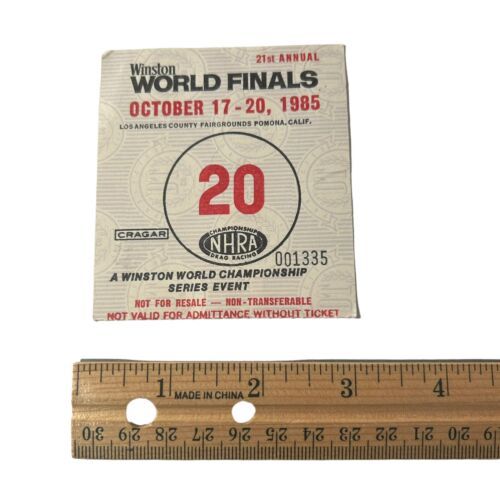 21st ANNUAL
Winston
WORLD FINALS
OCTOBER 17-20, 1985
LOS ANGELES COUNTY FAIRGROUNDS POMONA, CALIF.
20
CRAGAR
CHAMPIONSHIP
NHRA
DRAG RACING
001335
A WINSTON WORLD CHAMPIONSHIP
SERIES EVENT
NOT FOR RESALE — NON-TRANSFERABLE
NOT VALID FOR ADMITTANCE WITHOUT TICKET
1 2 3 4
MADE IN CHINA
30 29 28 27 26 25 24 23 22 21 20 19